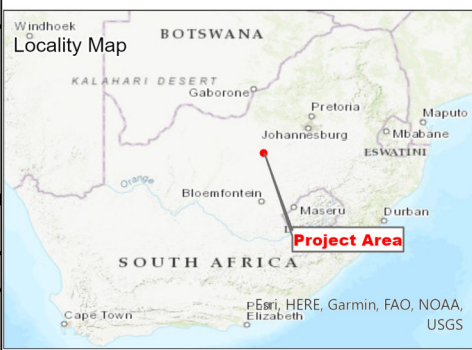 Windhoek
Locality Map
BOTSWANA
KALAHARI DESERT
Gaborone
Pretoria
Maputo
Johannesburg
Mbabane
ESWATINI
Orange
Bloemfontein
Maseru
Durban
Project Area
SOUTH AFRICA
Esri, HERE, Garmin, FAO, NOAA,
USGS
Elizabeth
Cape Town